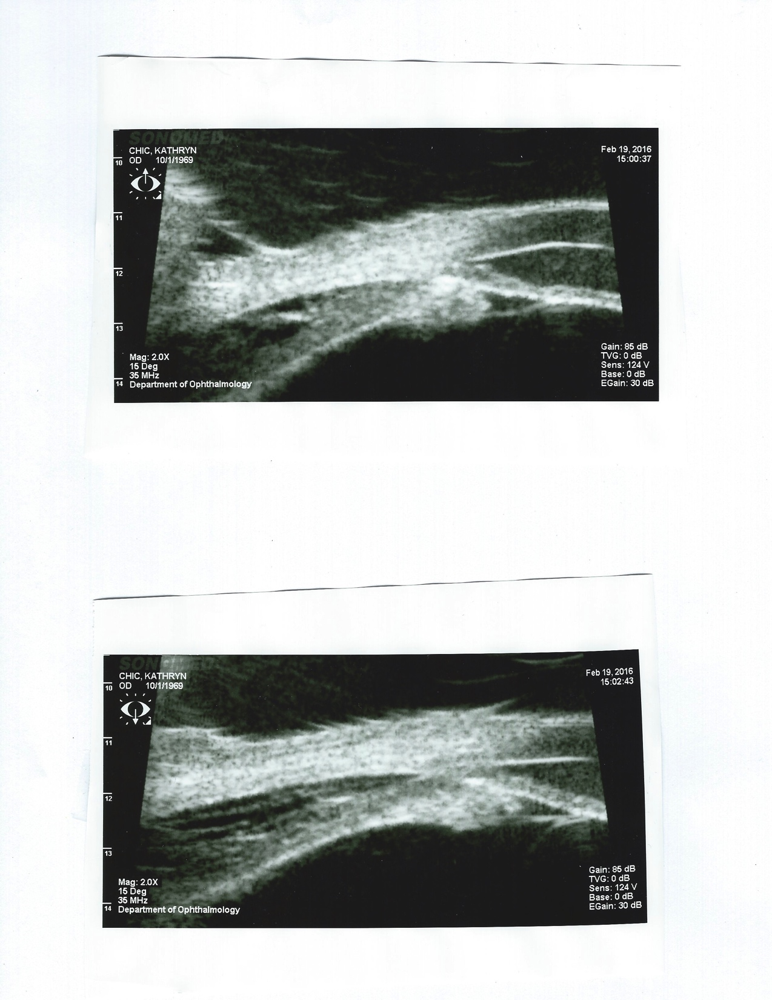 SONOMED
CHIC, KATHRYN
OD 10/1/1969
Feb 19, 2016
15:00:37
10
11
12
13
14
Mag: 2.0X
15 Deg
35 MHz
Department of Ophthalmology
Gain: 85 dB
TVG: 0 dB
Sens: 124 V
Base: 0 dB
EGain: 30 dB
SONOMED
CHIC, KATHRYN
OD 10/1/1969
Feb 19, 2016
15:02:43
10
11
12
13
14
Mag: 2.0X
15 Deg
35 MHz
Department of Ophthalmology
Gain: 85 dB
TVG: 0 dB
Sens: 124 V
Base: 0 dB
EGain: 30 dB